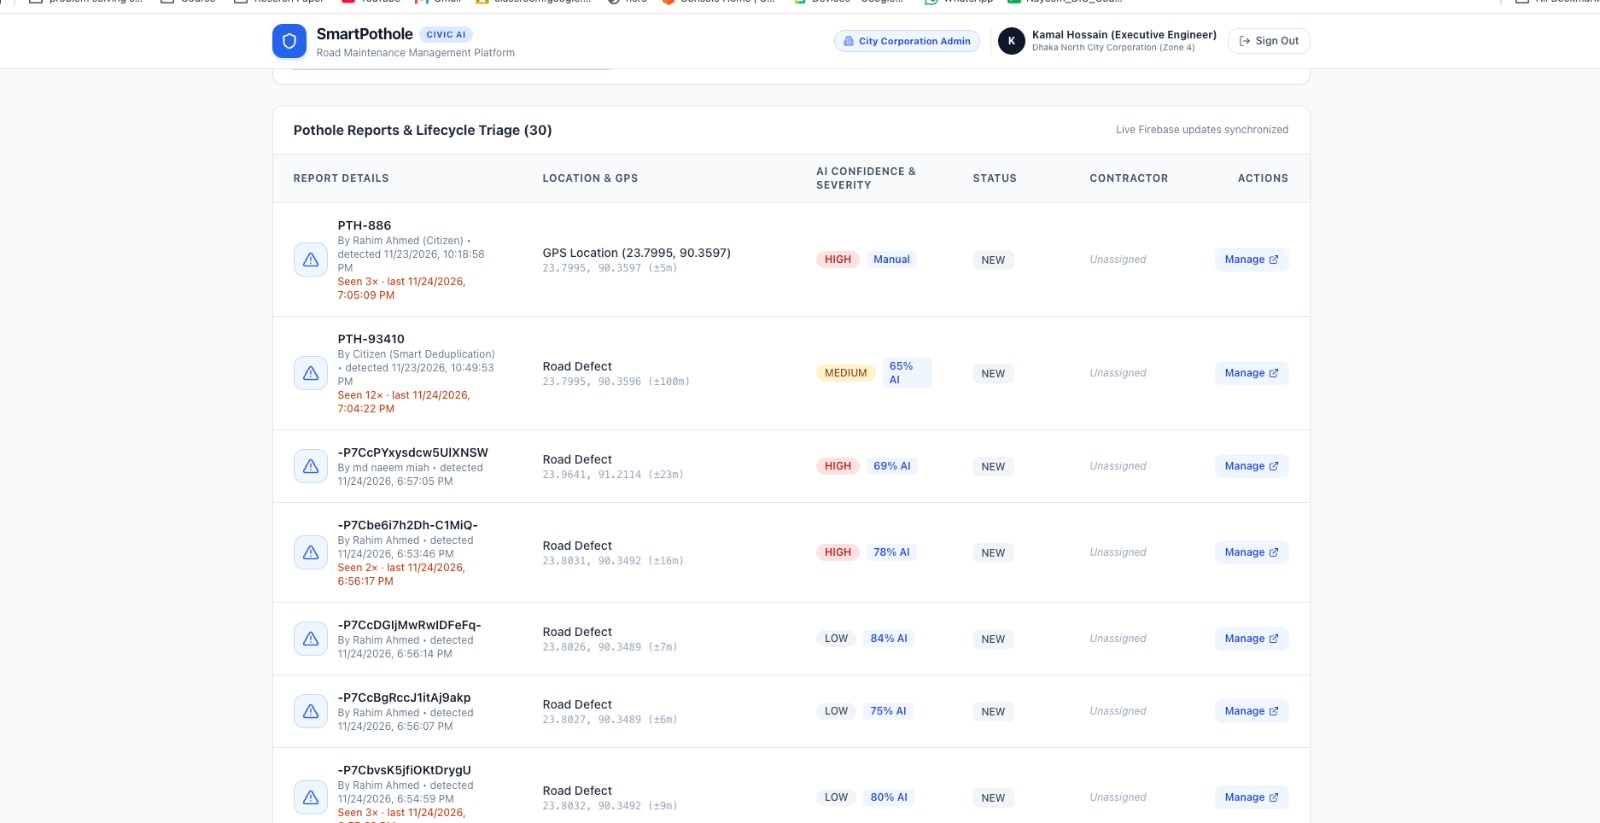 SmartPothole CIVIC AI
Road Maintenance Management Platform
City Corporation Admin
K
Kamal Hossain (Executive Engineer)
Dhaka North City Corporation (Zone 4)
Sign Out
Pothole Reports & Lifecycle Triage (30)
Live Firebase updates synchronized
REPORT DETAILS
LOCATION & GPS
AI CONFIDENCE &
SEVERITY
STATUS
CONTRACTOR
ACTIONS
PTH-886
By Rahim Ahmed (Citizen) •
detected 11/23/2026, 10:18:58
PM
Seen 3× · last 11/24/2026,
7:05:09 PM
GPS Location (23.7995, 90.3597)
23.7995, 90.3597 (±5m)
HIGH
Manual
NEW
Unassigned
Manage
PTH-93410
By Citizen (Smart Deduplication)
• detected 11/23/2026, 10:49:53
PM
Seen 12× · last 11/24/2026,
7:04:22 PM
Road Defect
23.7995, 90.3596 (±100m)
MEDIUM
65%
AI
NEW
Unassigned
Manage
-P7CcPYxysdcw5UlXNSW
By md naeem miah • detected
11/24/2026, 6:57:05 PM
Road Defect
23.9641, 91.2114 (±23m)
HIGH
69% AI
NEW
Unassigned
Manage
-P7Cbe6i7h2Dh-C1MiQ-
By Rahim Ahmed • detected
11/24/2026, 6:53:46 PM
Seen 2× · last 11/24/2026,
6:56:17 PM
Road Defect
23.8031, 90.3492 (±16m)
HIGH
78% AI
NEW
Unassigned
Manage
-P7CcDGIjMwRwIDFeFq-
By Rahim Ahmed • detected
11/24/2026, 6:56:14 PM
Road Defect
23.8026, 90.3489 (±7m)
LOW
84% AI
NEW
Unassigned
Manage
-P7CcBgRccJ1itAj9akp
By Rahim Ahmed • detected
11/24/2026, 6:56:07 PM
Road Defect
23.8027, 90.3489 (±6m)
LOW
75% AI
NEW
Unassigned
Manage
-P7CbvsK5jfiOKtDrygU
By Rahim Ahmed • detected
11/24/2026, 6:54:59 PM
Seen 3× · last 11/24/2026,
Road Defect
23.8032, 90.3492 (±9m)
LOW
80% AI
NEW
Unassigned
Manage